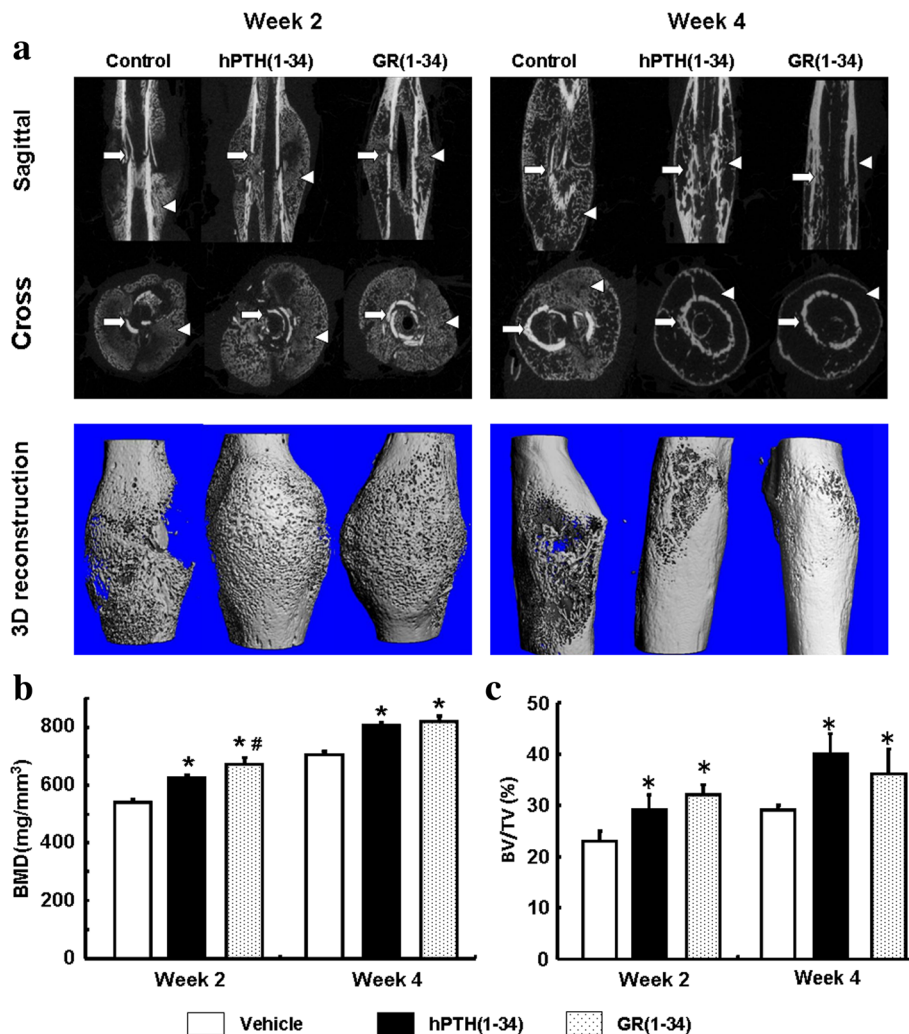 Week 2 Week 4
a
Control hPTH(1-34) GR(1-34) Control hPTH(1-34) GR(1-34)
Sagittal
Cross
3D reconstruction
b c
BMD(mg/mm³)
800
600
400
200
0
* * # * *
Week 2 Week 4
BV/TV (%)
50
40
30
20
10
0
* * * *
Week 2 Week 4
Vehicle hPTH(1-34) GR(1-34)